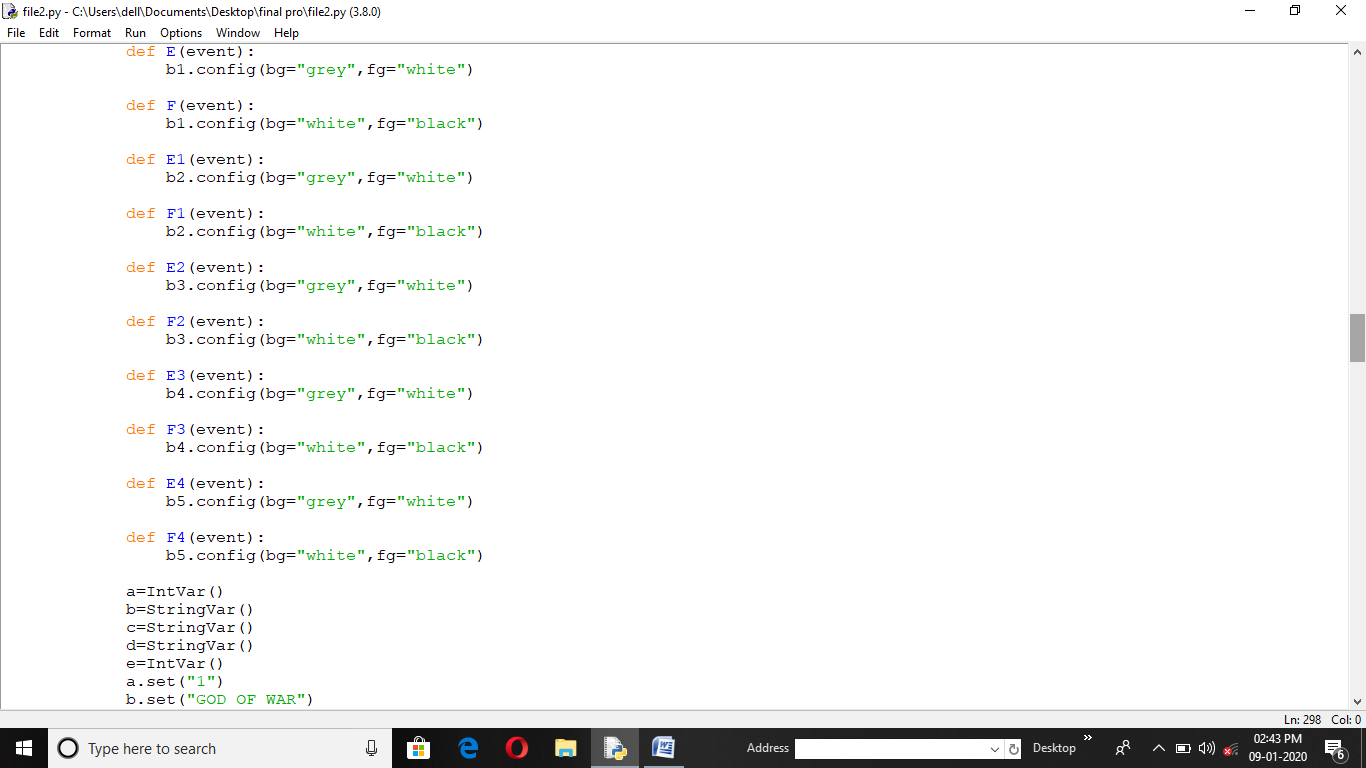 file2.py - C:\Users\dell\Documents\Desktop\final pro\file2.py (3.8.0)
File Edit Format Run Options Window Help
def E(event):
    b1.config(bg="grey",fg="white")

def F(event):
    b1.config(bg="white",fg="black")

def E1(event):
    b2.config(bg="grey",fg="white")

def F1(event):
    b2.config(bg="white",fg="black")

def E2(event):
    b3.config(bg="grey",fg="white")

def F2(event):
    b3.config(bg="white",fg="black")

def E3(event):
    b4.config(bg="grey",fg="white")

def F3(event):
    b4.config(bg="white",fg="black")

def E4(event):
    b5.config(bg="grey",fg="white")

def F4(event):
    b5.config(bg="white",fg="black")

a=IntVar()
b=StringVar()
c=StringVar()
d=StringVar()
e=IntVar()
a.set("1")
b.set("GOD OF WAR")
Ln: 298 Col: 0
Type here to search
Address
Desktop
02:43 PM
09-01-2020
6